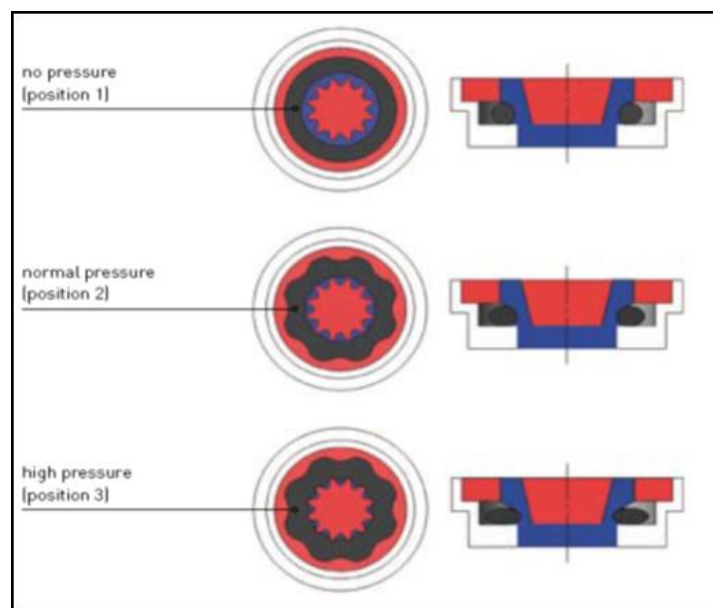 no pressure
(position 1)
normal pressure
(position 2)
high pressure
(position 3)